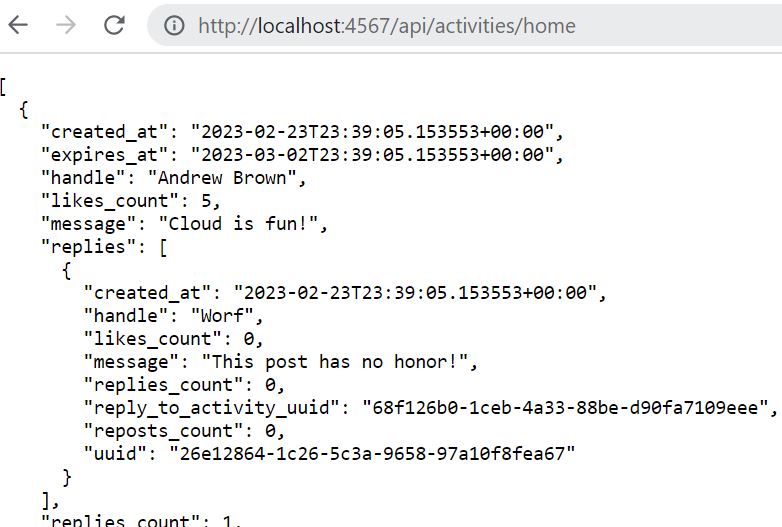 http://localhost:4567/api/activities/home
[
  {
    "created_at": "2023-02-23T23:39:05.153553+00:00",
    "expires_at": "2023-03-02T23:39:05.153553+00:00",
    "handle": "Andrew Brown",
    "likes_count": 5,
    "message": "Cloud is fun!",
    "replies": [
      {
        "created_at": "2023-02-23T23:39:05.153553+00:00",
        "handle": "Worf",
        "likes_count": 0,
        "message": "This post has no honor!",
        "replies_count": 0,
        "reply_to_activity_uuid": "68f126b0-1ceb-4a33-88be-d90fa7109eee",
        "reposts_count": 0,
        "uuid": "26e12864-1c26-5c3a-9658-97a10f8fea67"
      }
    ],
    "replies_count": 1,